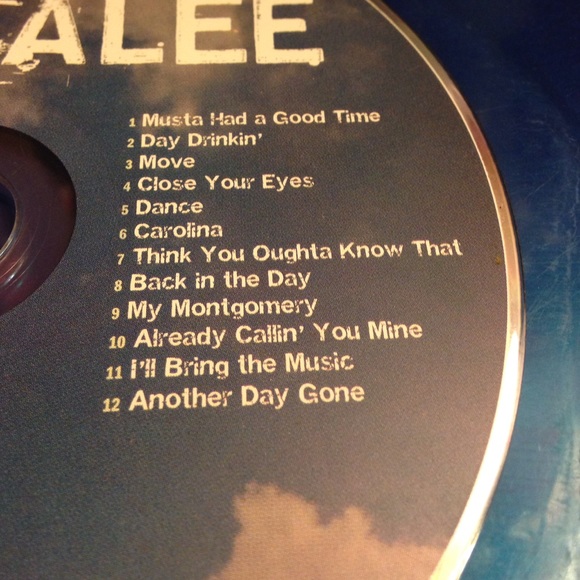 ALEE
1 Musta Had a Good Time
2 Day Drinkin'
3 Move
4 Close Your Eyes
5 Dance
6 Carolina
7 Think You Oughta Know That
8 Back in the Day
9 My Montgomery
10 Already Callin' You Mine
11 I'll Bring the Music
12 Another Day Gone